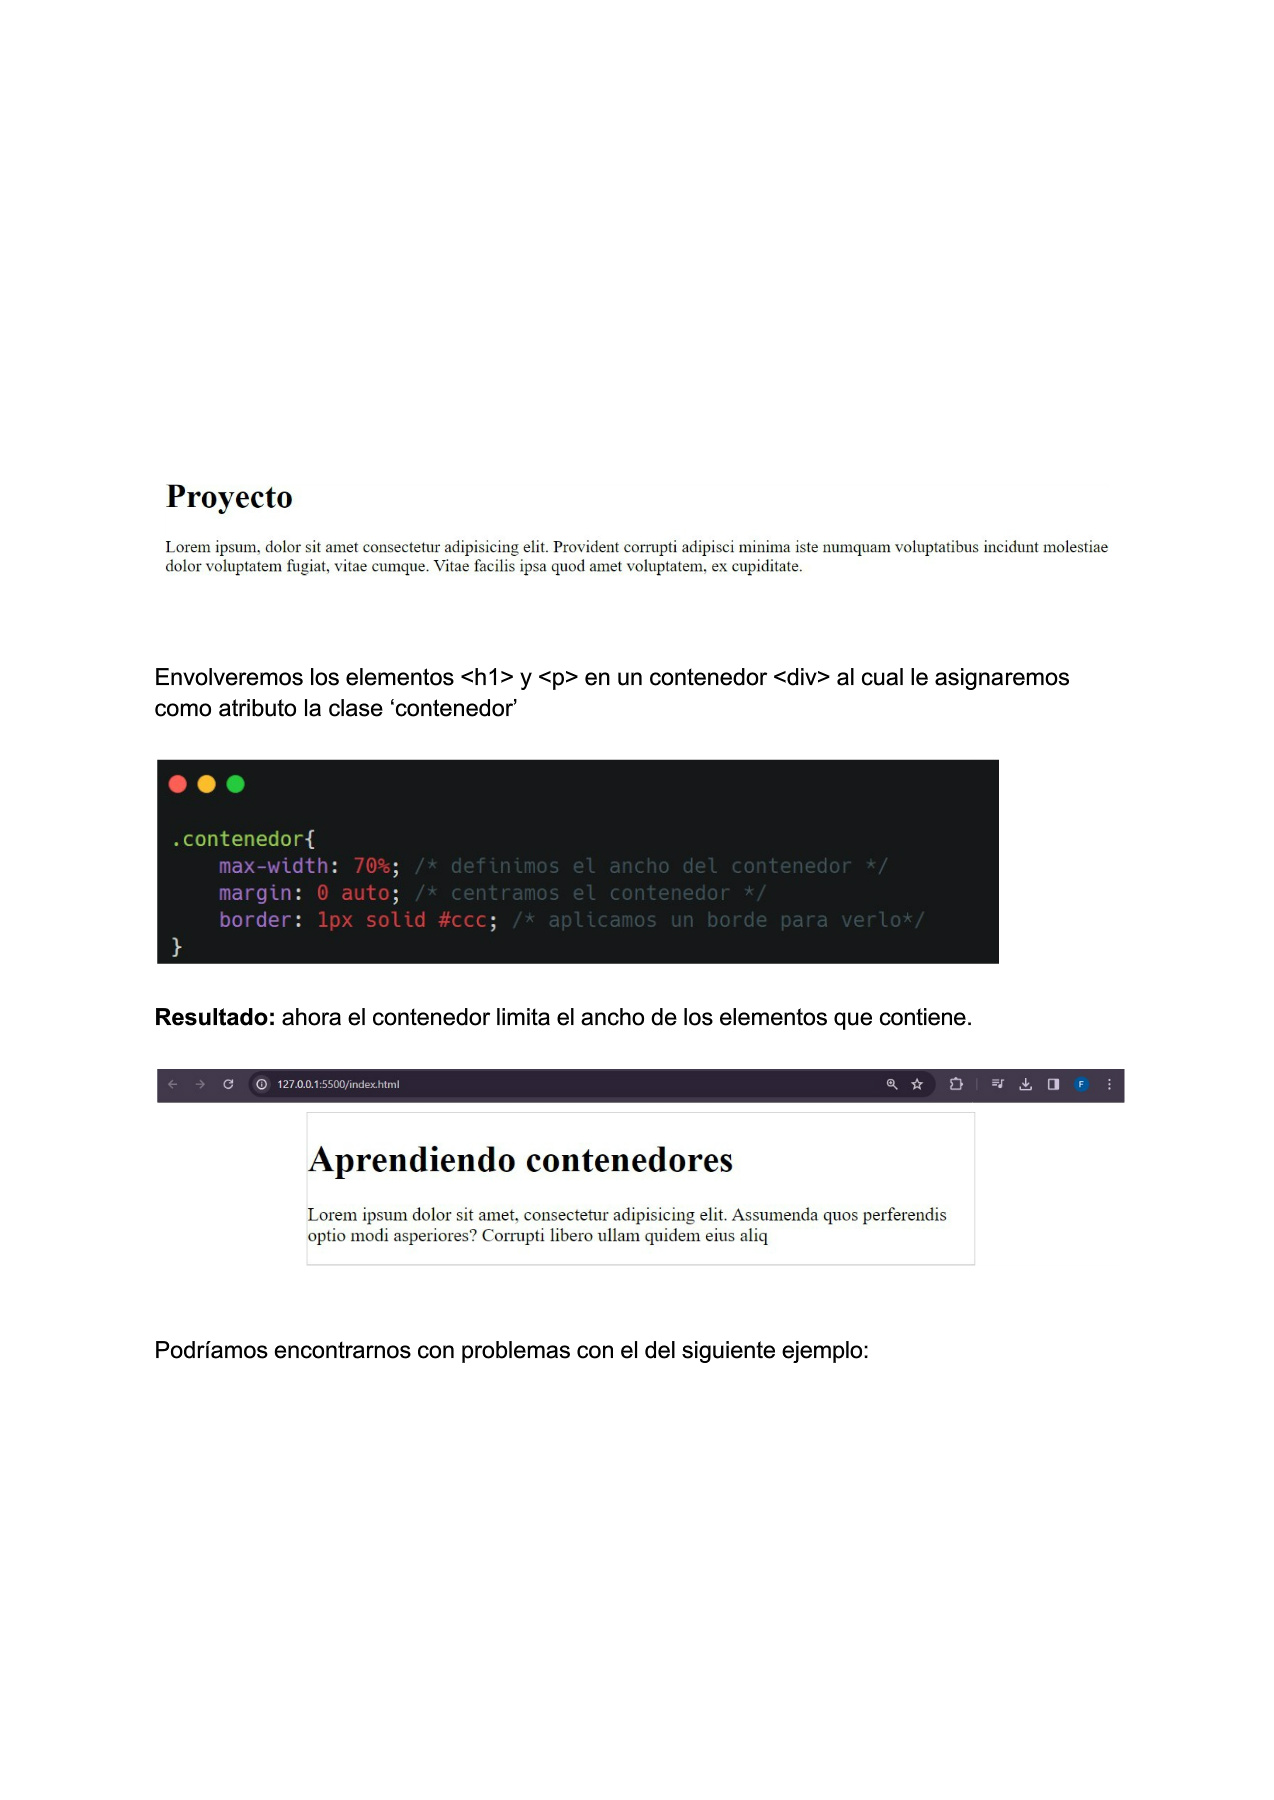 Proyecto
Lorem ipsum, dolor sit amet consectetur adipisicing elit. Provident corrupti adipisci minima iste numquam voluptatibus incidunt molestiae
dolor voluptatem fugiat, vitae cumque. Vitae facilis ipsa quod amet voluptatem, ex cupiditate.
Envolveremos los elementos <h1> y <p> en un contenedor <div> al cual le asignaremos
como atributo la clase ‘contenedor’
.contenedor{
    max-width: 70%; /* definimos el ancho del contenedor */
    margin: 0 auto; /* centramos el contenedor */
    border: 1px solid #ccc; /* aplicamos un borde para verlo*/
}
Resultado: ahora el contenedor limita el ancho de los elementos que contiene.
127.0.0.1:5500/index.html
F
Aprendiendo contenedores
Lorem ipsum dolor sit amet, consectetur adipisicing elit. Assumenda quos perferendis
optio modi asperiores? Corrupti libero ullam quidem eius aliq
Podríamos encontrarnos con problemas con el del siguiente ejemplo: